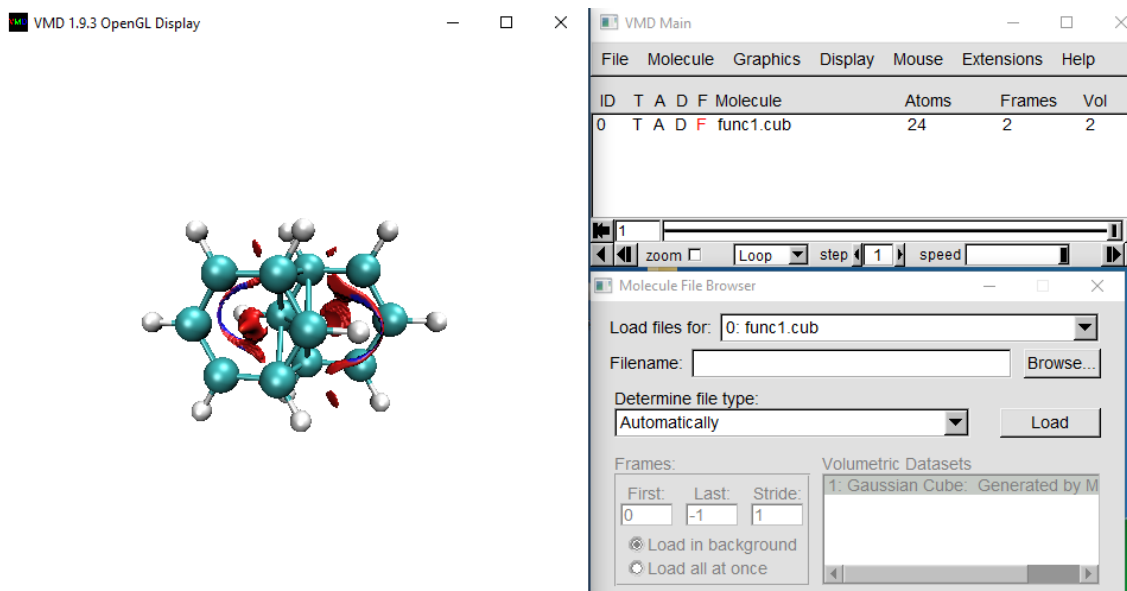 VMD 1.9.3 OpenGL Display
VMD Main
File Molecule Graphics Display Mouse Extensions Help
ID T A D F Molecule Atoms Frames Vol
0 T A D F func1.cub 24 2 2
1
zoom Loop step 1 speed
Molecule File Browser
Load files for: 0: func1.cub
Filename: Browse...
Determine file type:
Automatically Load
Frames: Volumetric Datasets
1: Gaussian Cube: Generated by M
First: Last: Stride:
0 -1 1
Load in background
Load all at once